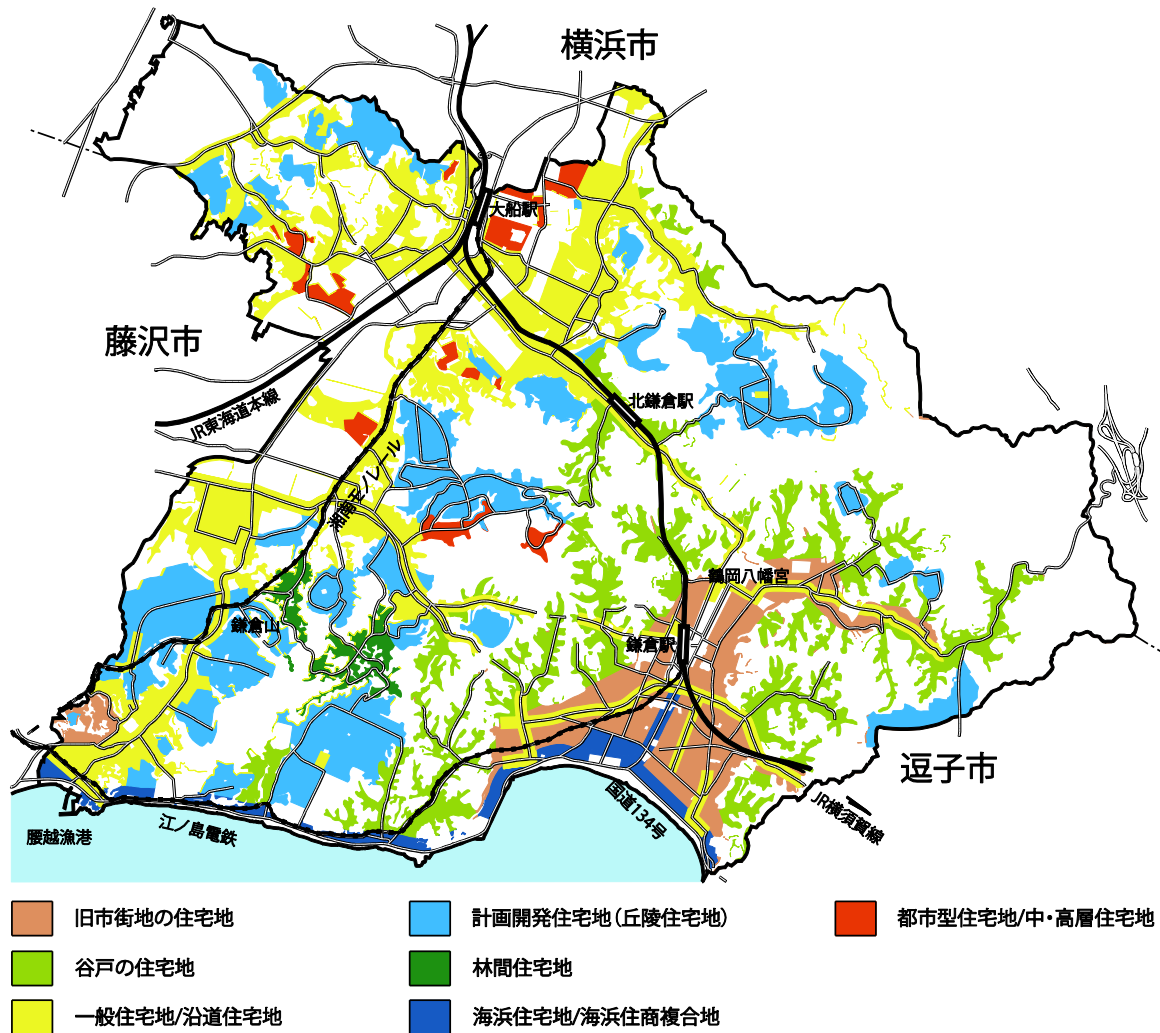 横浜市
大船駅
藤沢市
北鎌倉駅
JR東海道本線
湘南モノレール
鶴岡八幡宮
鎌倉山
鎌倉駅
逗子市
国道134号
JR横須賀線
江ノ島電鉄
腰越漁港
旧市街地の住宅地
計画開発住宅地(丘陵住宅地)
都市型住宅地/中・高層住宅地
谷戸の住宅地
林間住宅地
一般住宅地/沿道住宅地
海浜住宅地/海浜住商複合地